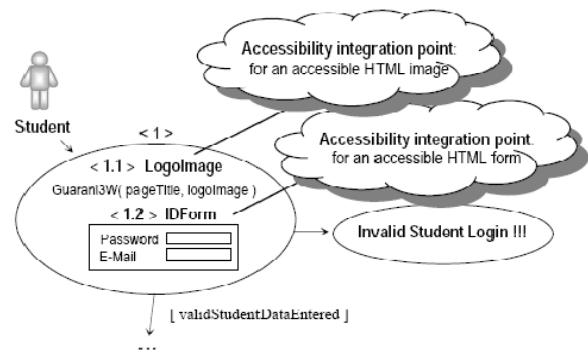 Accessibility integration point:
for an accessible HTML image
Student
< 1 >
Accessibility integration point.
for an accessible HTML form
< 1.1 > LogoImage
Guarani3W( pageTitle, logoImage )
< 1.2 > IDForm
Password
E-Mail
Invalid Student Login !!!
[ validStudentDataEntered ]
...